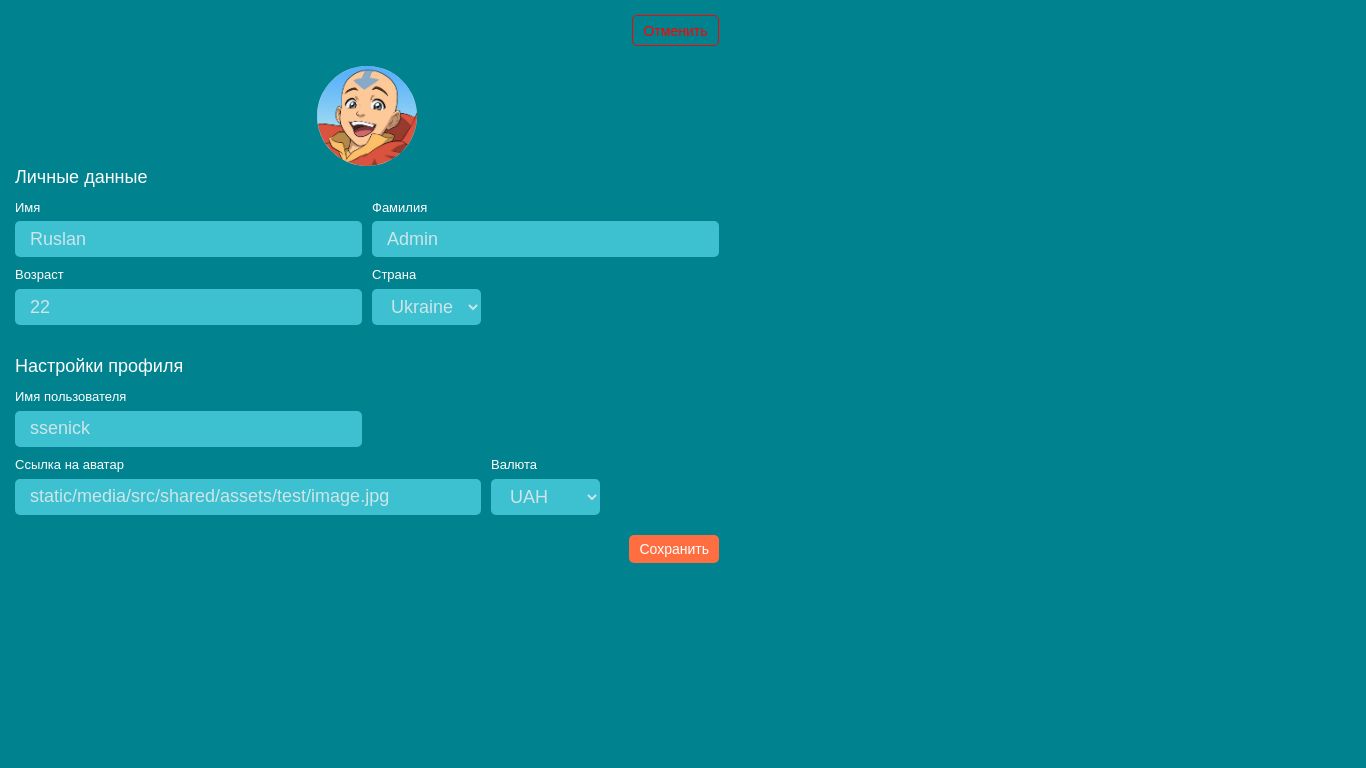 Отменить
Личные данные
Имя
Фамилия
Ruslan
Admin
Возраст
Страна
22
Ukraine
Настройки профиля
Имя пользователя
ssenick
Ссылка на аватар
Валюта
static/media/src/shared/assets/test/image.jpg
UAH
Сохранить